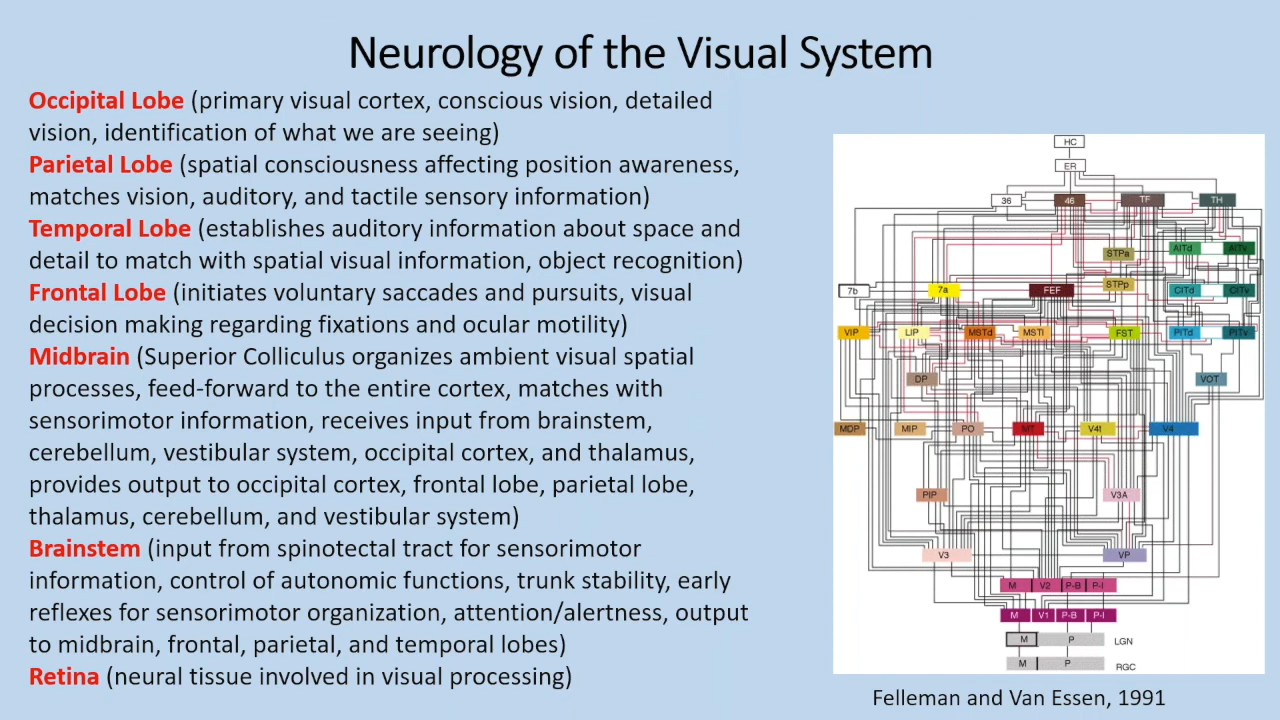 Neurology of the Visual System
Occipital Lobe (primary visual cortex, conscious vision, detailed
vision, identification of what we are seeing)
Parietal Lobe (spatial consciousness affecting position awareness,
matches vision, auditory, and tactile sensory information)
Temporal Lobe (establishes auditory information about space and
detail to match with spatial visual information, object recognition)
Frontal Lobe (initiates voluntary saccades and pursuits, visual
decision making regarding fixations and ocular motility)
Midbrain (Superior Colliculus organizes ambient visual spatial
processes, feed-forward to the entire cortex, matches with
sensorimotor information, receives input from brainstem,
cerebellum, vestibular system, occipital cortex, and thalamus,
provides output to occipital cortex, frontal lobe, parietal lobe,
thalamus, cerebellum, and vestibular system)
Brainstem (input from spinotectal tract for sensorimotor
information, control of autonomic functions, trunk stability, early
reflexes for sensorimotor organization, attention/alertness, output
to midbrain, frontal, parietal, and temporal lobes)
Retina (neural tissue involved in visual processing)
HC
ER
36 46 TF TH
STPa AITd AITv
7b 7a FEF STPp CITd CITv
VIP LIP MSTd MSTl FST PITd PITv
DP VOT
MDP MIP PO MT V4t V4
PIP V3A
V3 VP
M V2 P-B P-I
M V1 P-B P-I
M P LGN
M P RGC
Felleman and Van Essen, 1991